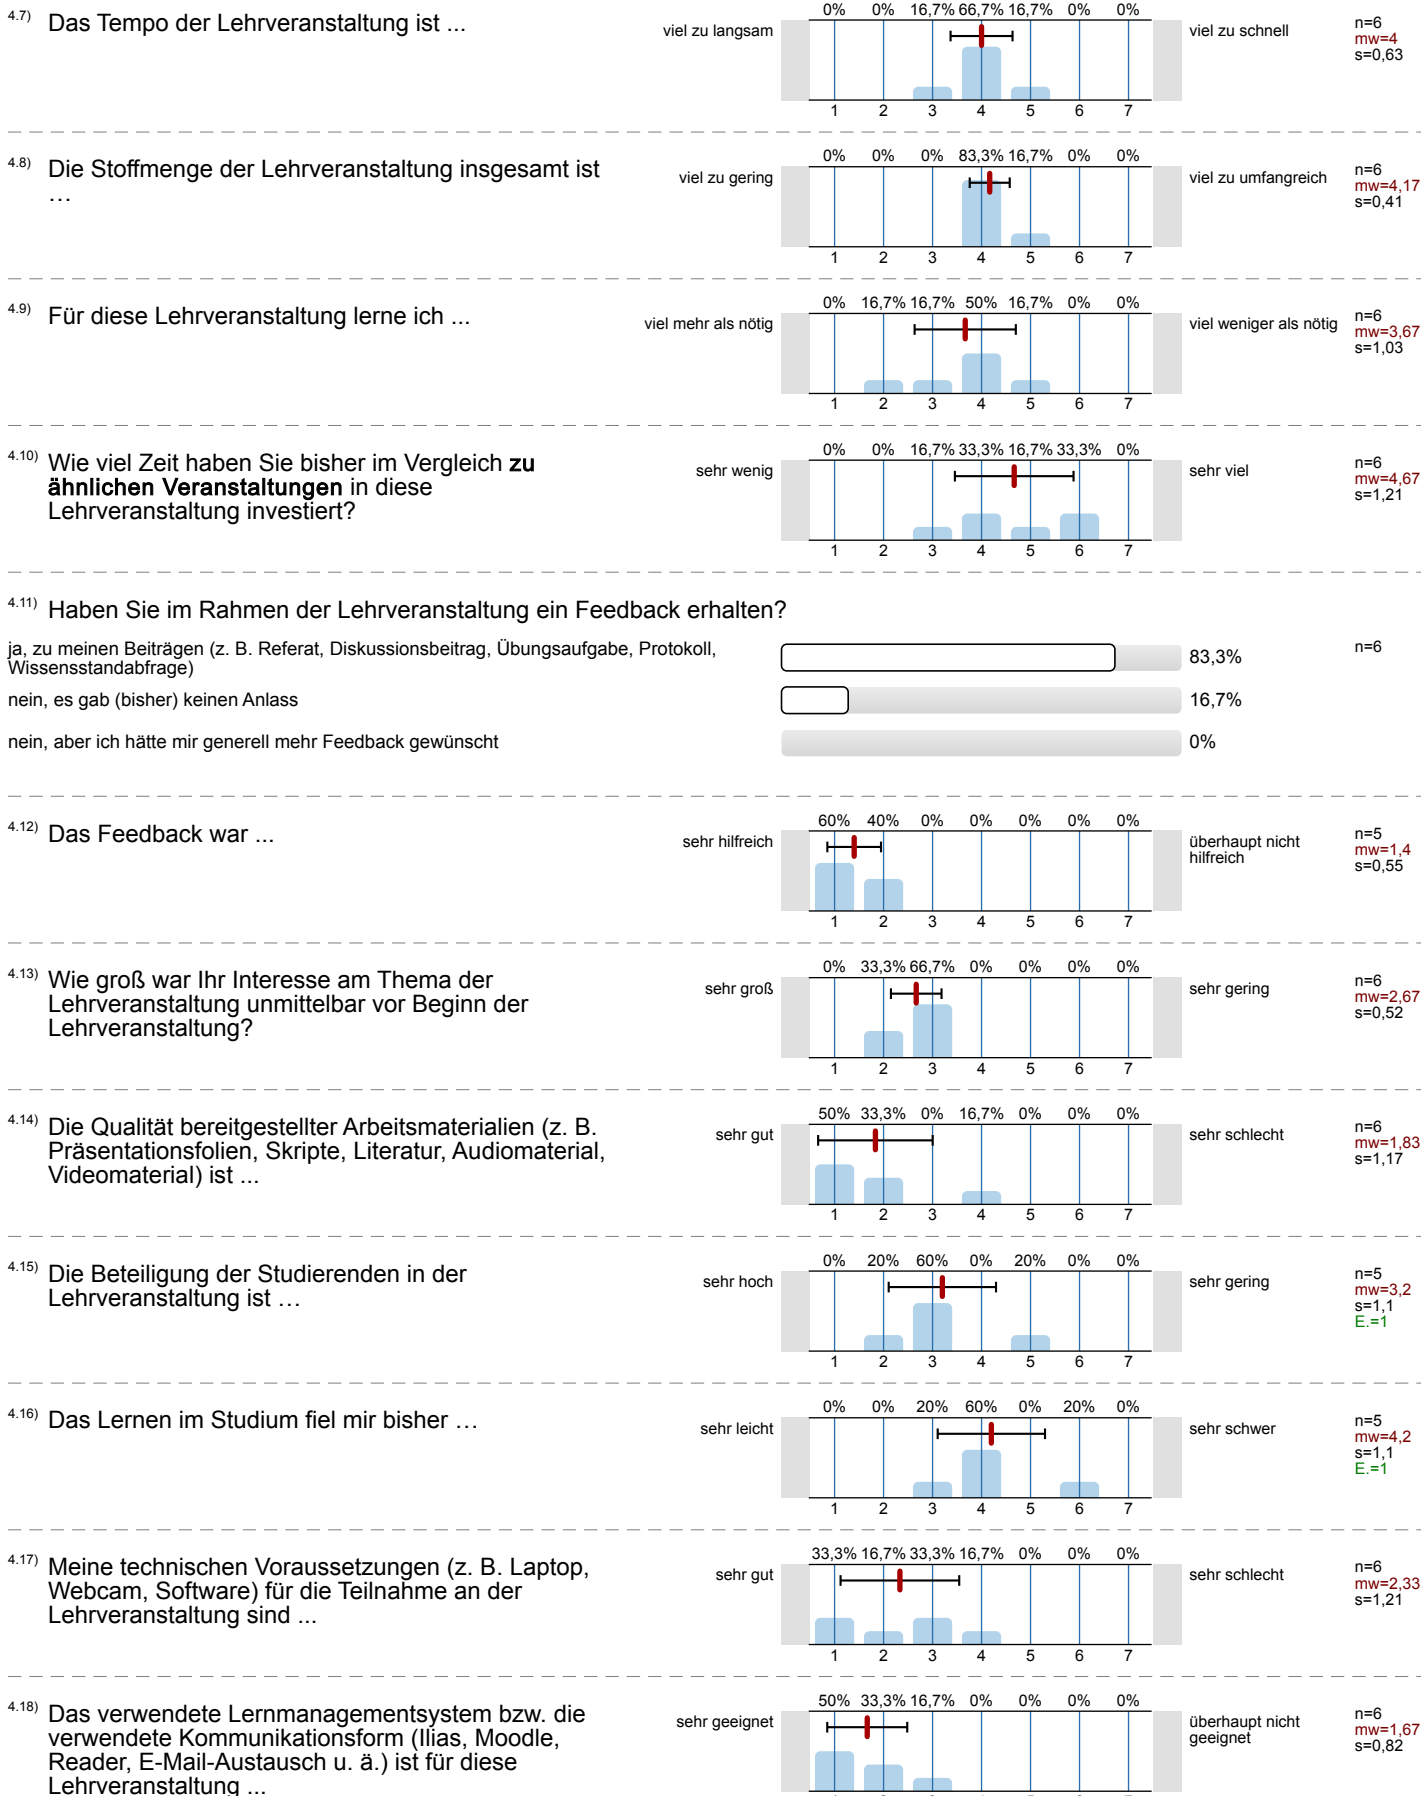 4.7) Das Tempo der Lehrveranstaltung ist ...
0% 0% 16,7% 66,7% 16,7% 0% 0%
viel zu langsam
viel zu schnell
n=6
mw=4
s=0,63
1 2 3 4 5 6 7
4.8) Die Stoffmenge der Lehrveranstaltung insgesamt ist
…
0% 0% 0% 83,3% 16,7% 0% 0%
viel zu gering
viel zu umfangreich
n=6
mw=4,17
s=0,41
1 2 3 4 5 6 7
4.9) Für diese Lehrveranstaltung lerne ich ...
0% 16,7% 16,7% 50% 16,7% 0% 0%
viel mehr als nötig
viel weniger als nötig
n=6
mw=3,67
s=1,03
1 2 3 4 5 6 7
4.10) Wie viel Zeit haben Sie bisher im Vergleich zu
ähnlichen Veranstaltungen in diese
Lehrveranstaltung investiert?
0% 0% 16,7% 33,3% 16,7% 33,3% 0%
sehr wenig
sehr viel
n=6
mw=4,67
s=1,21
1 2 3 4 5 6 7
4.11) Haben Sie im Rahmen der Lehrveranstaltung ein Feedback erhalten?
ja, zu meinen Beiträgen (z. B. Referat, Diskussionsbeitrag, Übungsaufgabe, Protokoll,
Wissensstandabfrage)
83,3%
n=6
nein, es gab (bisher) keinen Anlass
16,7%
nein, aber ich hätte mir generell mehr Feedback gewünscht
0%
4.12) Das Feedback war ...
60% 40% 0% 0% 0% 0% 0%
sehr hilfreich
überhaupt nicht
hilfreich
n=5
mw=1,4
s=0,55
1 2 3 4 5 6 7
4.13) Wie groß war Ihr Interesse am Thema der
Lehrveranstaltung unmittelbar vor Beginn der
Lehrveranstaltung?
0% 33,3% 66,7% 0% 0% 0% 0%
sehr groß
sehr gering
n=6
mw=2,67
s=0,52
1 2 3 4 5 6 7
4.14) Die Qualität bereitgestellter Arbeitsmaterialien (z. B.
Präsentationsfolien, Skripte, Literatur, Audiomaterial,
Videomaterial) ist ...
50% 33,3% 0% 16,7% 0% 0% 0%
sehr gut
sehr schlecht
n=6
mw=1,83
s=1,17
1 2 3 4 5 6 7
4.15) Die Beteiligung der Studierenden in der
Lehrveranstaltung ist …
0% 20% 60% 0% 20% 0% 0%
sehr hoch
sehr gering
n=5
mw=3,2
s=1,1
E.=1
1 2 3 4 5 6 7
4.16) Das Lernen im Studium fiel mir bisher …
0% 0% 20% 60% 0% 20% 0%
sehr leicht
sehr schwer
n=5
mw=4,2
s=1,1
E.=1
1 2 3 4 5 6 7
4.17) Meine technischen Voraussetzungen (z. B. Laptop,
Webcam, Software) für die Teilnahme an der
Lehrveranstaltung sind ...
33,3% 16,7% 33,3% 16,7% 0% 0% 0%
sehr gut
sehr schlecht
n=6
mw=2,33
s=1,21
1 2 3 4 5 6 7
4.18) Das verwendete Lernmanagementsystem bzw. die
verwendete Kommunikationsform (Ilias, Moodle,
Reader, E-Mail-Austausch u. ä.) ist für diese
Lehrveranstaltung ...
50% 33,3% 16,7% 0% 0% 0% 0%
sehr geeignet
überhaupt nicht
geeignet
n=6
mw=1,67
s=0,82